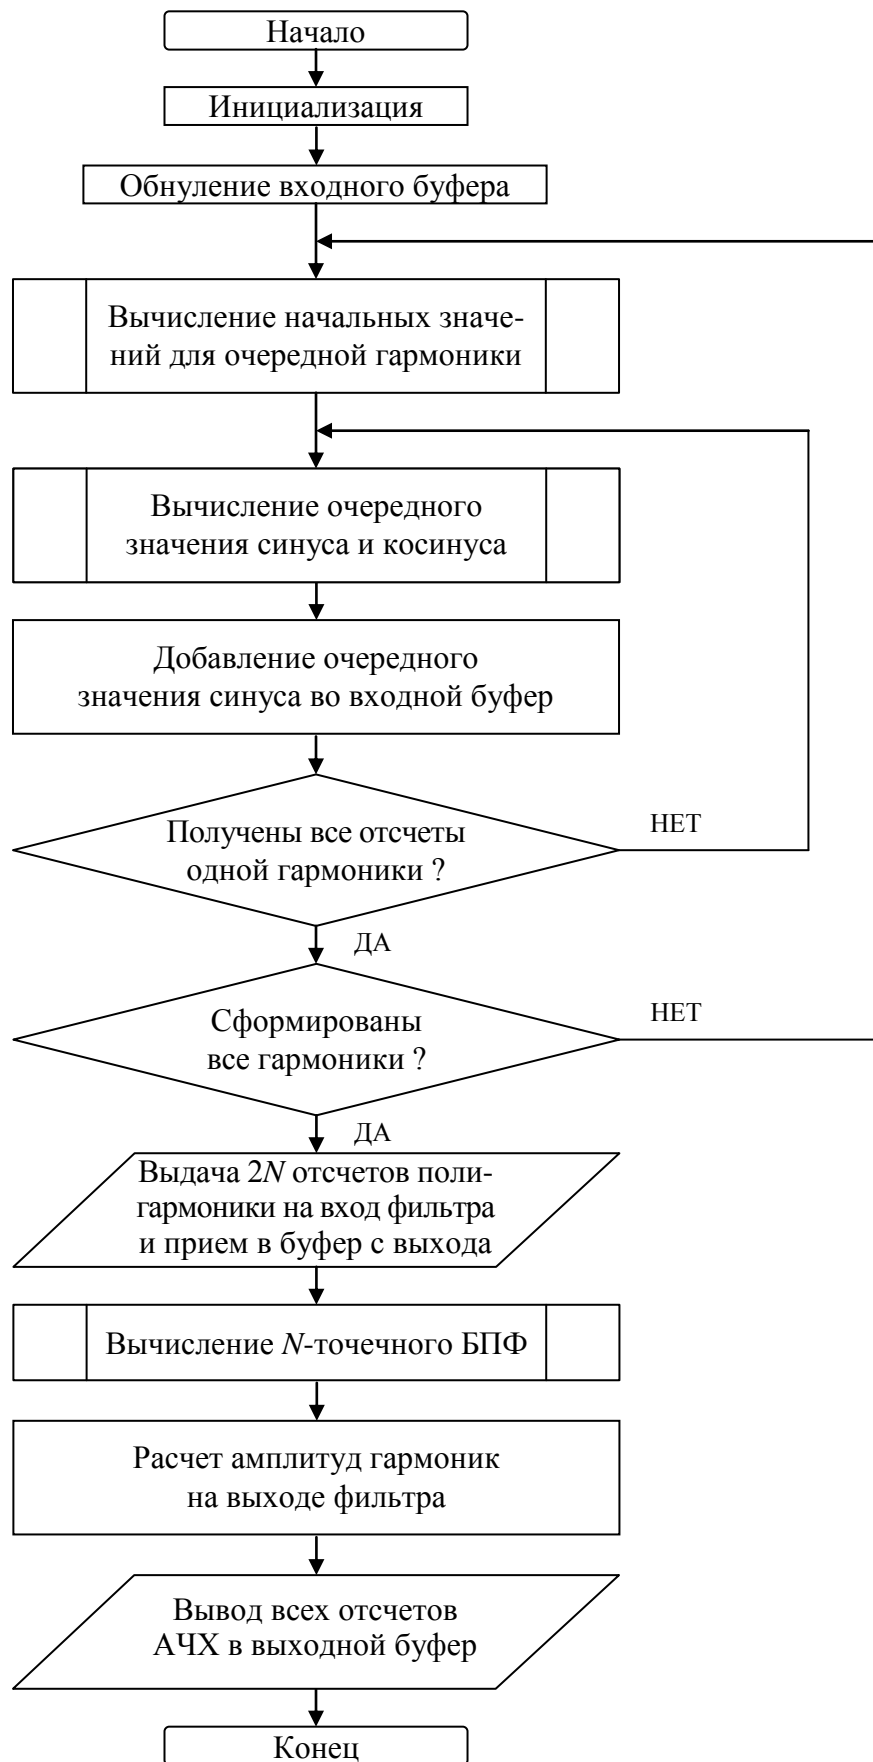 Начало
Инициализация
Обнуление входного буфера
Вычисление начальных значе-
ний для очередной гармоники
Вычисление очередного
значения синуса и косинуса
Добавление очередного
значения синуса во входной буфер
Получены все отсчеты
одной гармоники ?
НЕТ
ДА
Сформированы
все гармоники ?
НЕТ
ДА
Выдача 2N отсчетов поли-
гармоники на вход фильтра
и прием в буфер с выхода
Вычисление N-точечного БПФ
Расчет амплитуд гармоник
на выходе фильтра
Вывод всех отсчетов
АЧХ в выходной буфер
Конец